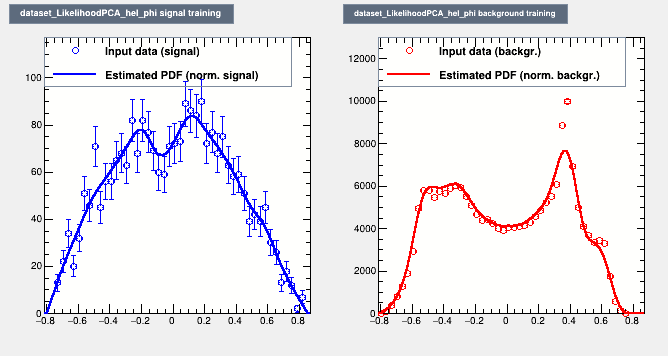 dataset_LikelihoodPCA_hel_phi signal training
Input data (signal)
Estimated PDF (norm. signal)
100
80
60
40
20
0
−0.8 −0.6 −0.4 −0.2 0 0.2 0.4 0.6 0.8
dataset_LikelihoodPCA_hel_phi background training
Input data (backgr.)
Estimated PDF (norm. backgr.)
12000
10000
8000
6000
4000
2000
0
−0.8 −0.6 −0.4 −0.2 0 0.2 0.4 0.6 0.8